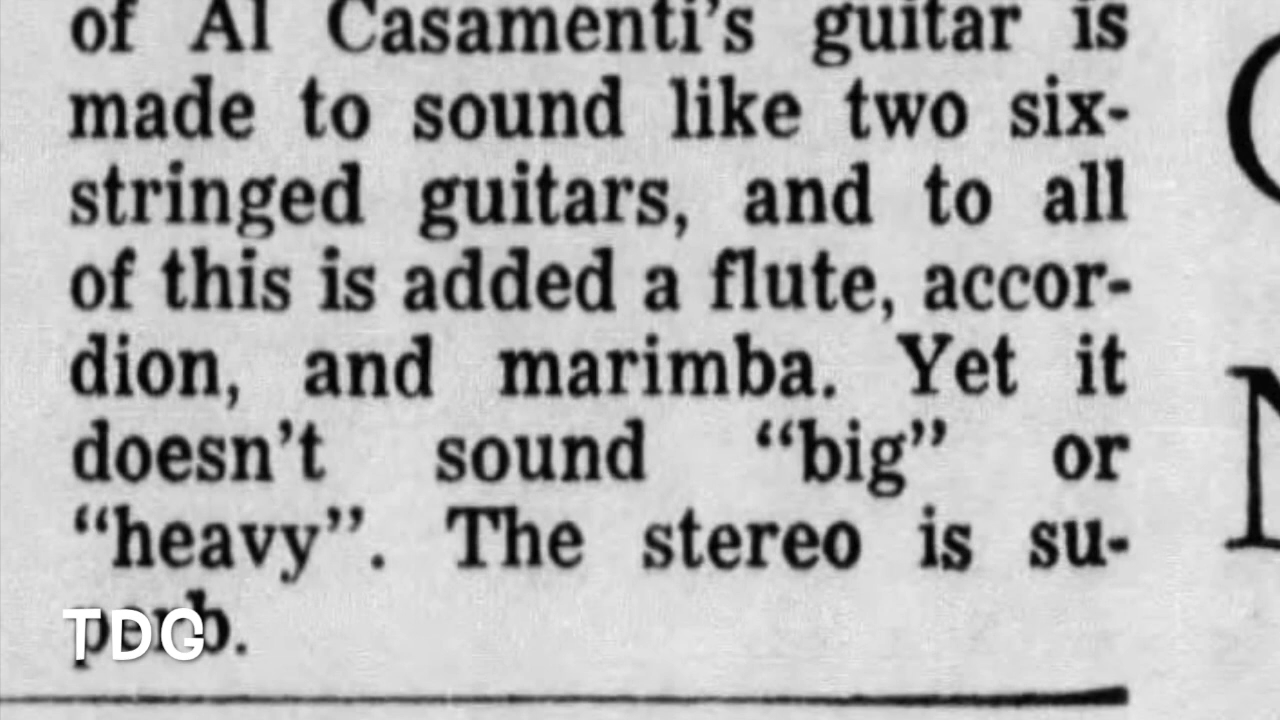 of Al Casamenti's guitar is
made to sound like two six-
stringed guitars, and to all
of this is added a flute, accor-
dion, and marimba. Yet it
doesn't sound “big” or
“heavy”. The stereo is su-
perb.
TDG